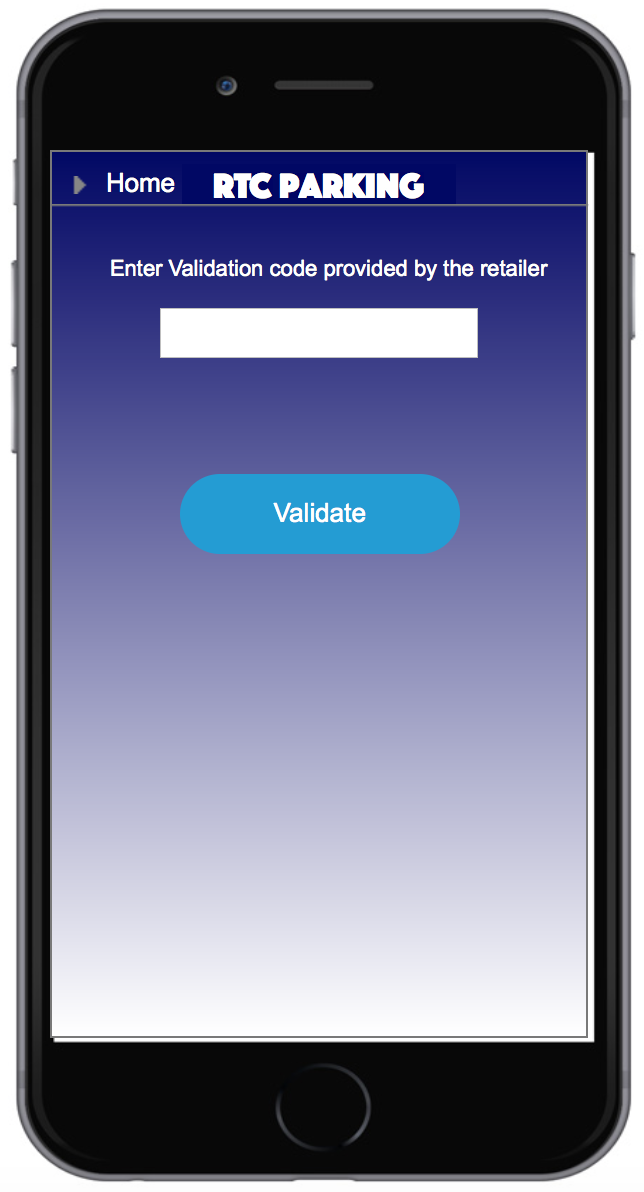 Home RTC PARKING
Enter Validation code provided by the retailer
Validate